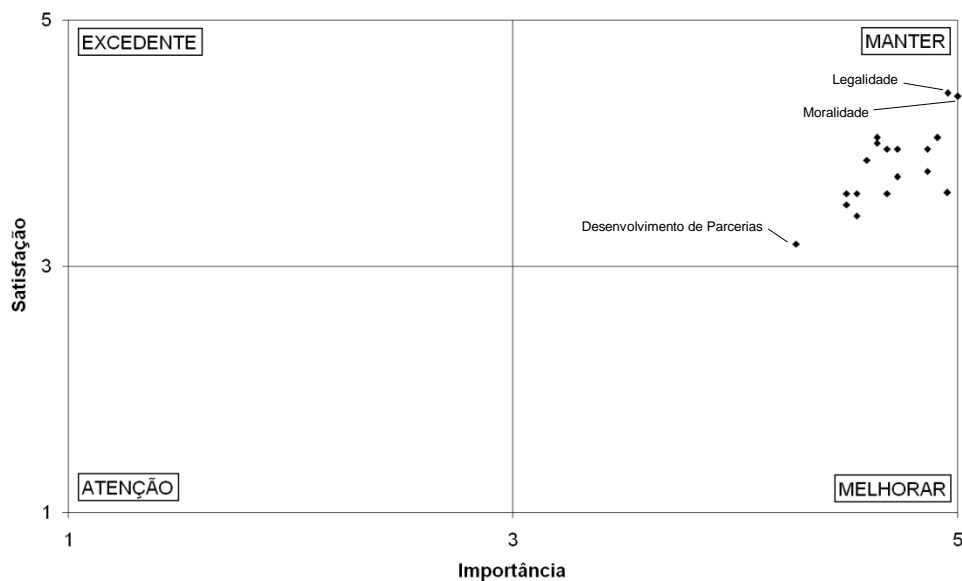 5
EXCEDENTE
MANTER
Legalidade
Moralidade
Desenvolvimento de Parcerias
Satisfação
3
ATENÇÃO
MELHORAR
1
1
3
5
Importância